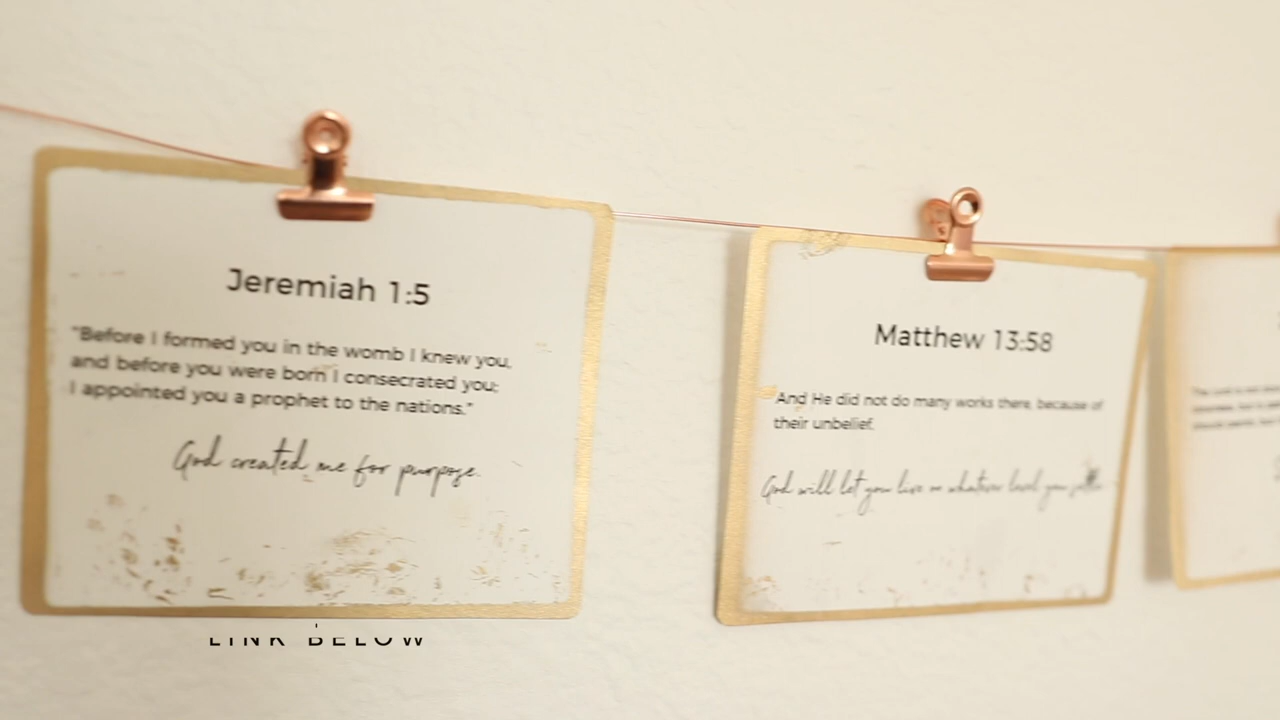 Jeremiah 1:5
"Before I formed you in the womb I knew you,
and before you were born I consecrated you;
I appointed you a prophet to the nations."
God created me for purpose.
Matthew 13:58
And He did not do many works there, because of
their unbelief.
God will let you live on whatever level you settle
LINK BELOW